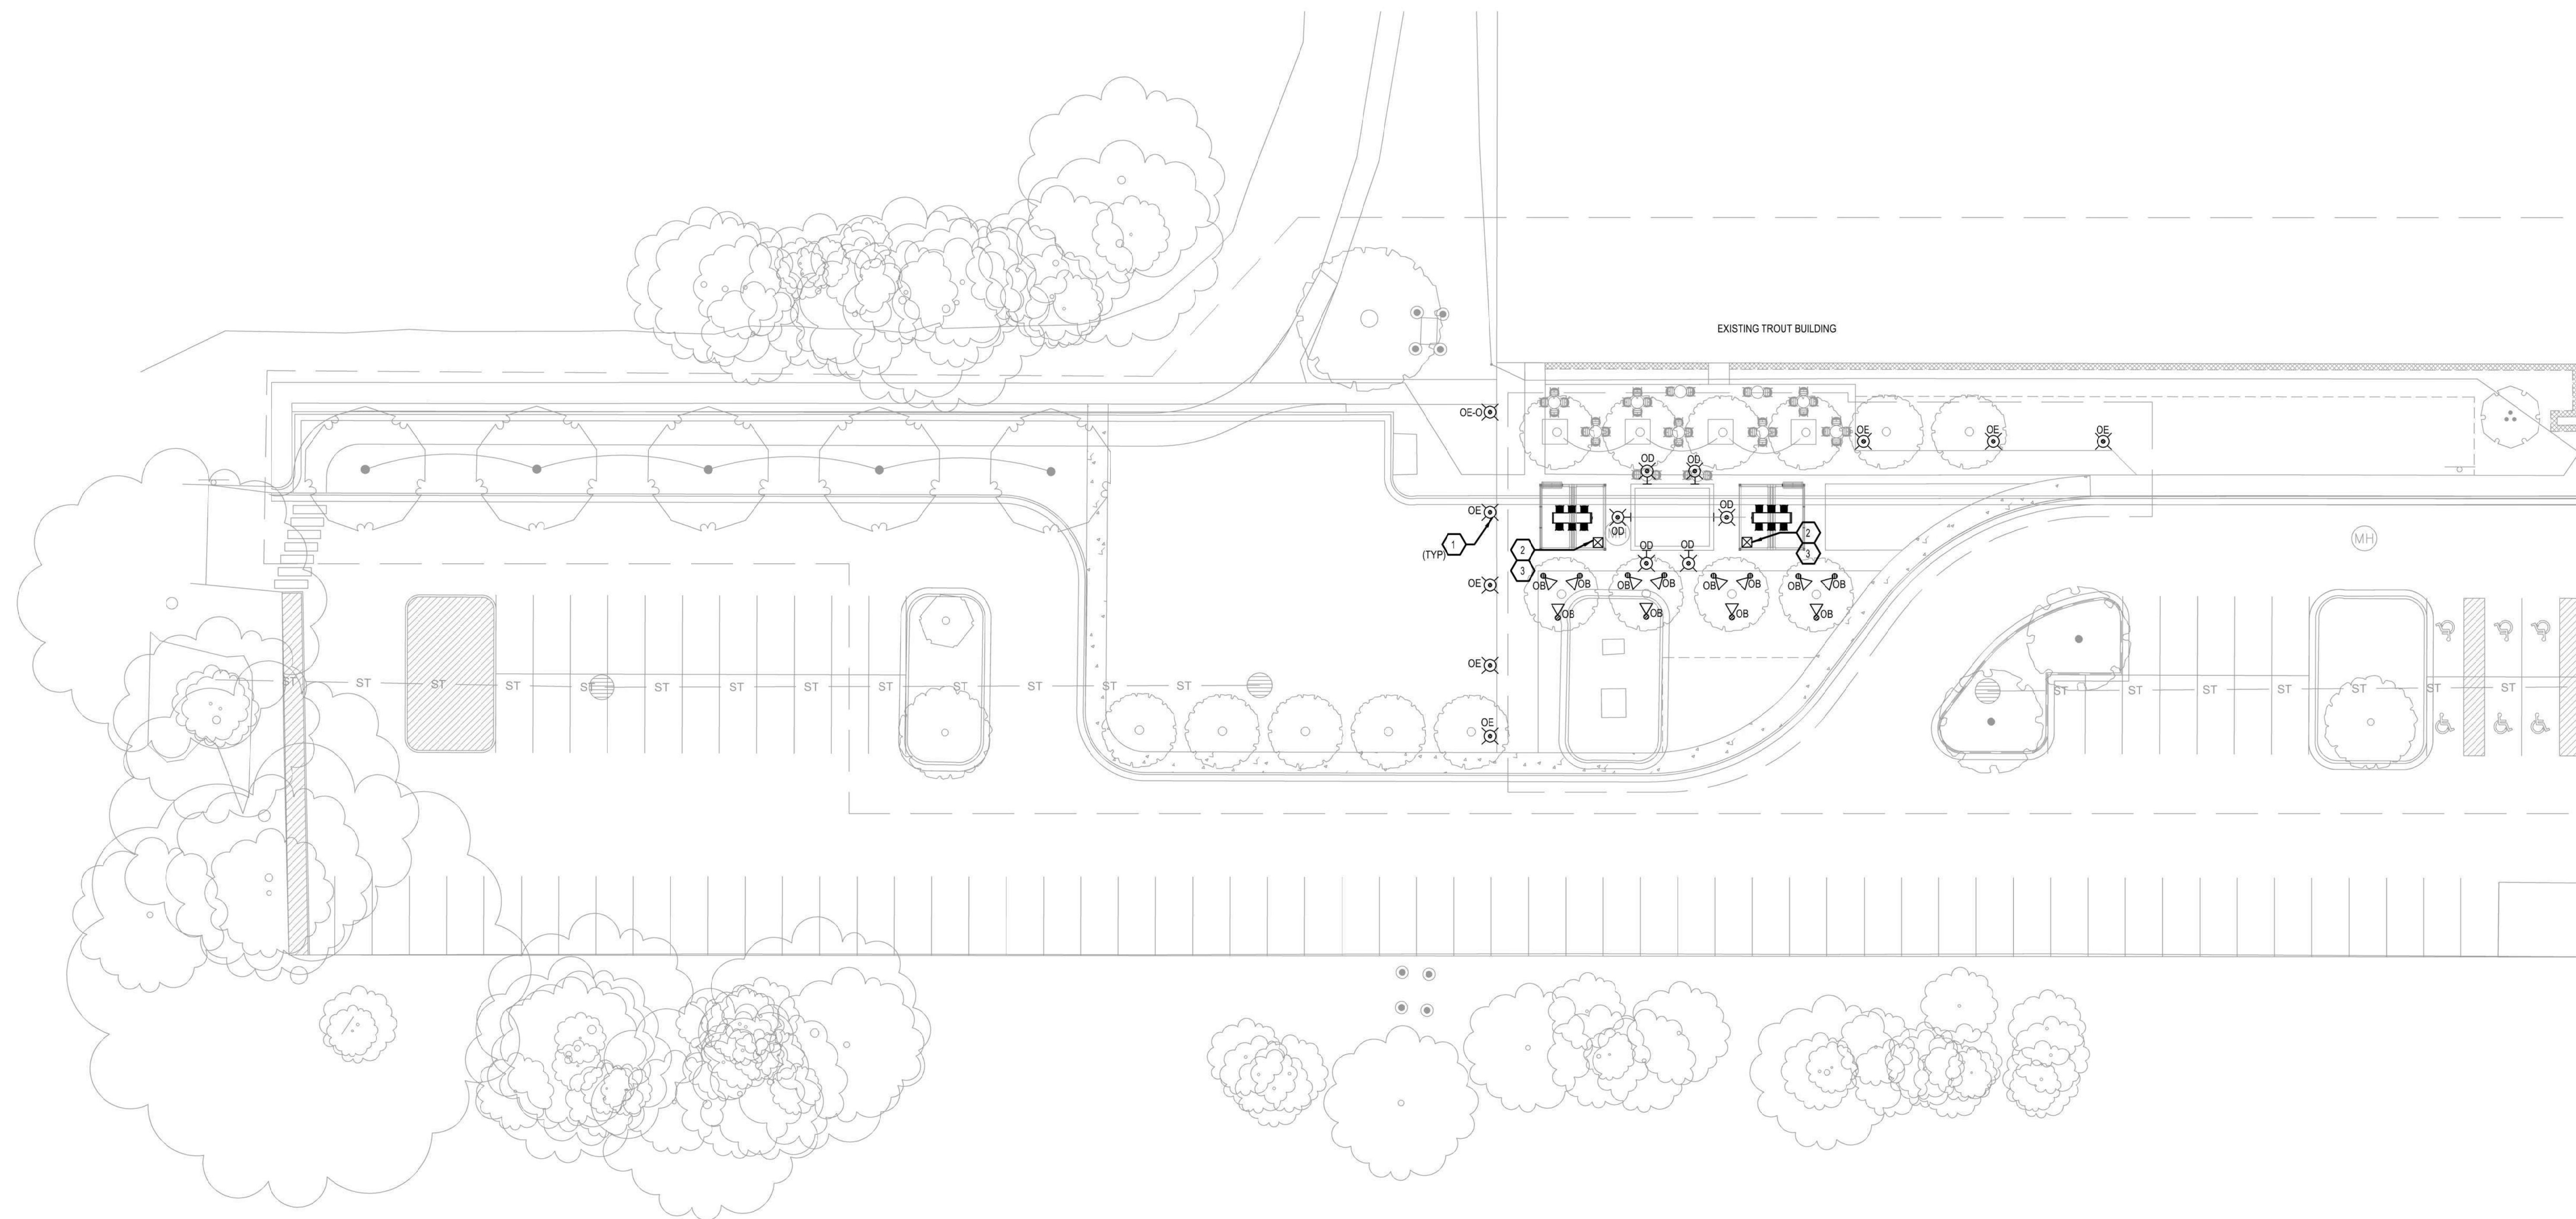 EXISTING TROUT BUILDING
OE-O
OE OE OE
OD OD
OD
OE
OD
1
(TYP)
2
3
2
3
OD OD
OB OB OB OB OB OB OB OB
OE
OB OB OB OB
MH
OE
ST ST ST ST ST ST ST ST ST ST ST ST ST
ST ST ST ST ST ST ST
OE